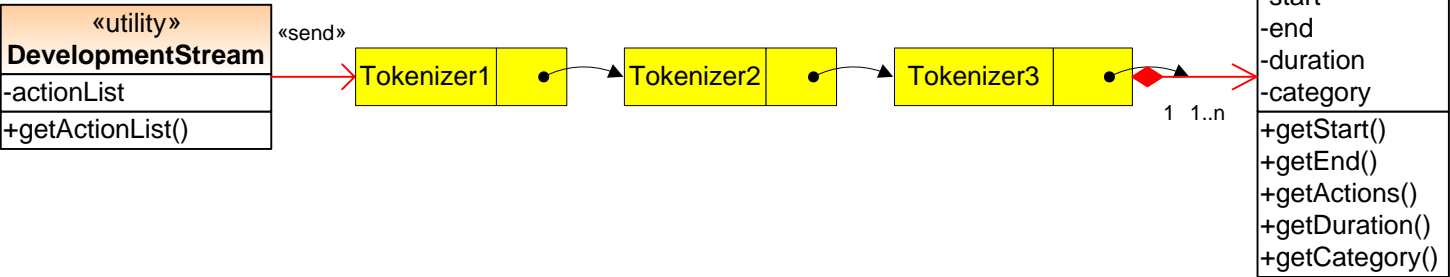 «utility»
DevelopmentStream
-actionList
+getActionList()
«send»
Tokenizer1
Tokenizer2
Tokenizer3
1 1..n
-end
-duration
-category
+getStart()
+getEnd()
+getActions()
+getDuration()
+getCategory()